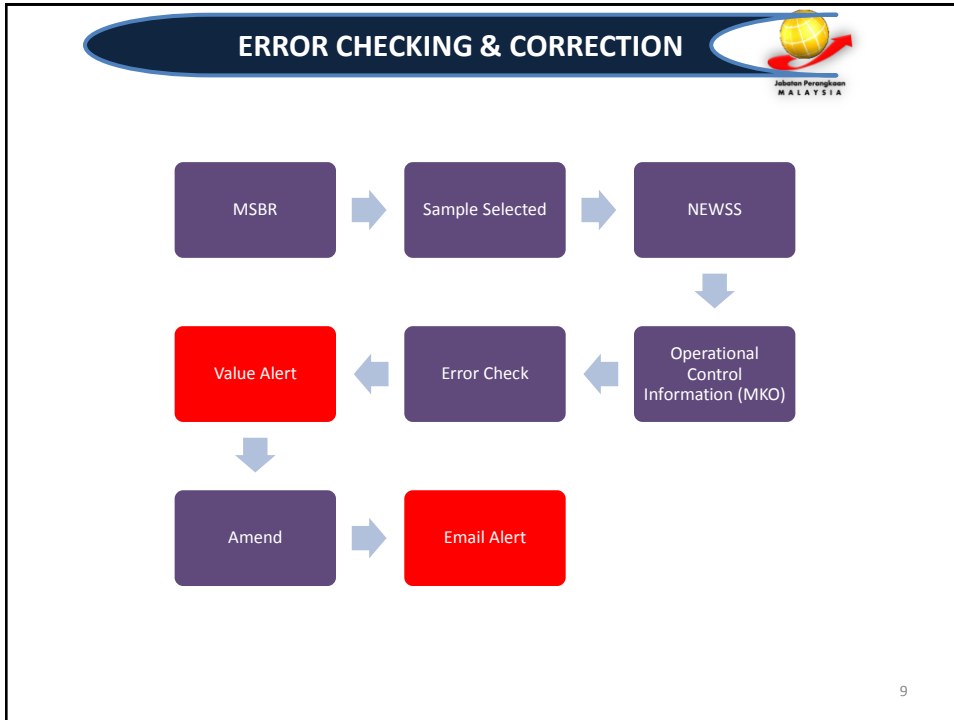 ERROR CHECKING & CORRECTION
Jabatan Perangkaan
MALAYSIA
MSBR
Sample Selected
NEWSS
Operational
Control
Information (MKO)
Error Check
Value Alert
Amend
Email Alert
9